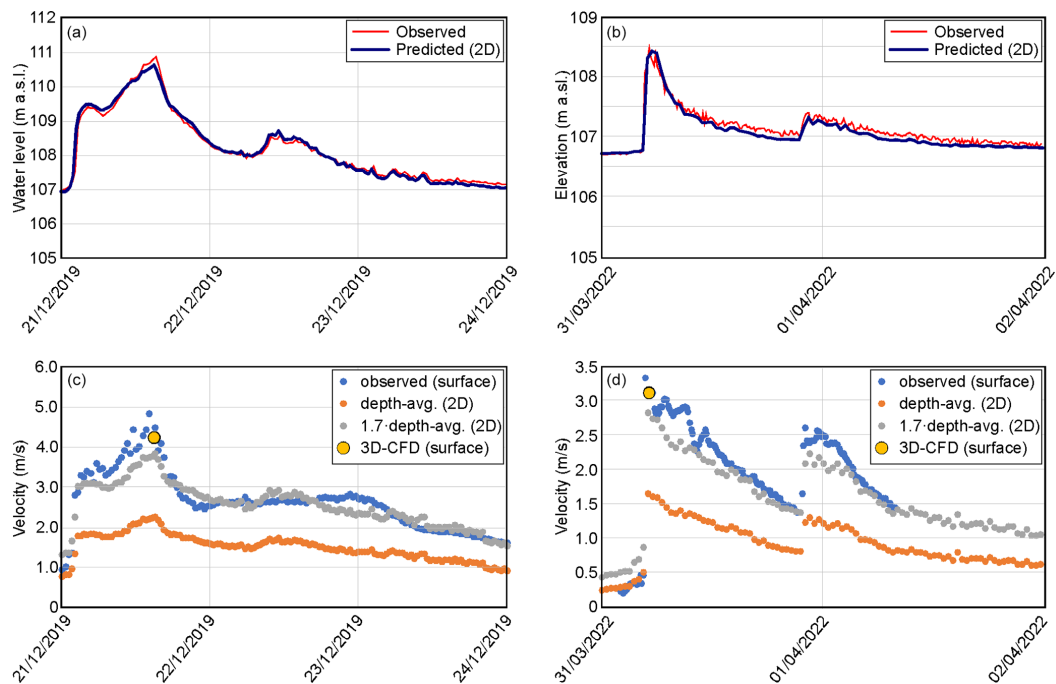 (a)
Observed
Predicted (2D)
Water level (m a.s.l.)
112
111
110
109
108
107
106
105
21/12/2019
22/12/2019
23/12/2019
24/12/2019
(b)
Observed
Predicted (2D)
Elevation (m a.sl.)
109
108
107
106
105
31/03/2022
01/04/2022
02/04/2022
(c)
observed (surface)
depth-avg. (2D)
1.7·depth-avg. (2D)
3D-CFD (surface)
Velocity (m/s)
6.0
5.0
4.0
3.0
2.0
1.0
0
21/12/2019
22/12/2019
23/12/2019
24/12/2019
(d)
observed (surface)
depth-avg. (2D)
1.7·depth-avg. (2D)
3D-CFD (surface)
Velocity (m/s)
3.5
3.0
2.5
2.0
1.5
1.0
0.5
0
31/03/2022
01/04/2022
02/04/2022